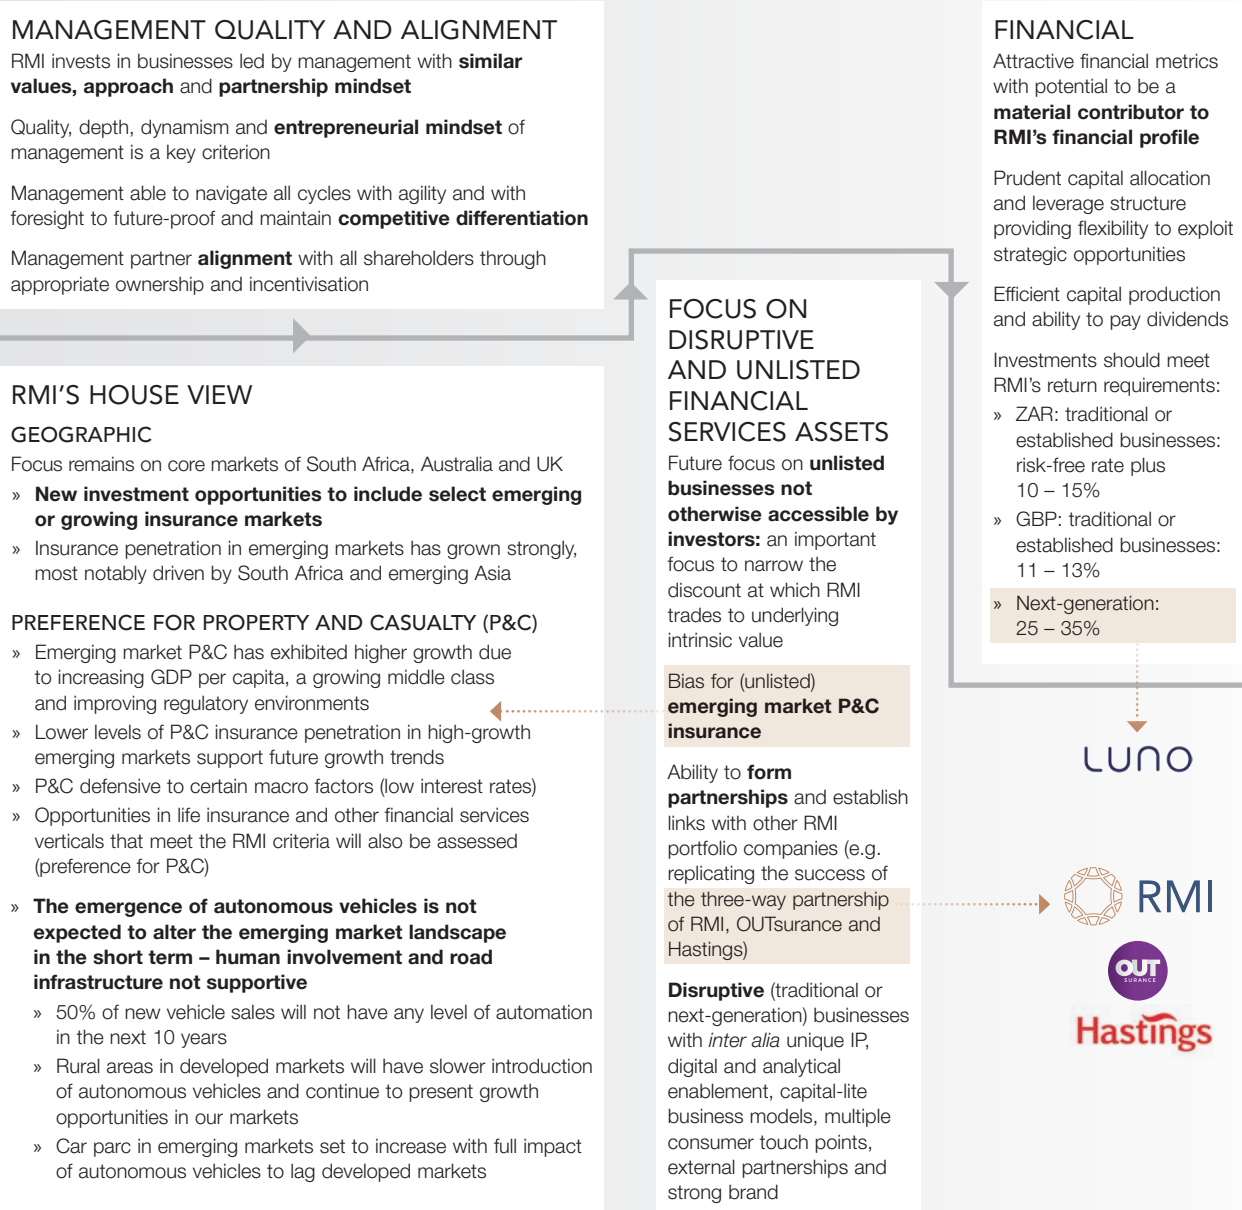 MANAGEMENT QUALITY AND ALIGNMENT
RMI invests in businesses led by management with similar
values, approach and partnership mindset
Quality, depth, dynamism and entrepreneurial mindset of
management is a key criterion
Management able to navigate all cycles with agility and with
foresight to future-proof and maintain competitive differentiation
Management partner alignment with all shareholders through
appropriate ownership and incentivisation
RMI'S HOUSE VIEW
GEOGRAPHIC
Focus remains on core markets of South Africa, Australia and UK
» New investment opportunities to include select emerging
or growing insurance markets
» Insurance penetration in emerging markets has grown strongly,
most notably driven by South Africa and emerging Asia
PREFERENCE FOR PROPERTY AND CASUALTY (P&C)
» Emerging market P&C has exhibited higher growth due
to increasing GDP per capita, a growing middle class
and improving regulatory environments
» Lower levels of P&C insurance penetration in high-growth
emerging markets support future growth trends
» P&C defensive to certain macro factors (low interest rates)
» Opportunities in life insurance and other financial services
verticals that meet the RMI criteria will also be assessed
(preference for P&C)
» The emergence of autonomous vehicles is not
expected to alter the emerging market landscape
in the short term – human involvement and road
infrastructure not supportive
» 50% of new vehicle sales will not have any level of automation
in the next 10 years
» Rural areas in developed markets will have slower introduction
of autonomous vehicles and continue to present growth
opportunities in our markets
» Car parc in emerging markets set to increase with full impact
of autonomous vehicles to lag developed markets
FOCUS ON
DISRUPTIVE
AND UNLISTED
FINANCIAL
SERVICES ASSETS
Future focus on unlisted
businesses not
otherwise accessible by
investors: an important
focus to narrow the
discount at which RMI
trades to underlying
intrinsic value
Bias for (unlisted)
emerging market P&C
insurance
Ability to form
partnerships and establish
links with other RMI
portfolio companies (e.g.
replicating the success of
the three-way partnership
of RMI, OUTsurance and
Hastings)
Disruptive (traditional or
next-generation) businesses
with inter alia unique IP,
digital and analytical
enablement, capital-lite
business models, multiple
consumer touch points,
external partnerships and
strong brand
FINANCIAL
Attractive financial metrics
with potential to be a
material contributor to
RMI's financial profile
Prudent capital allocation
and leverage structure
providing flexibility to exploit
strategic opportunities
Efficient capital production
and ability to pay dividends
Investments should meet
RMI's return requirements:
» ZAR: traditional or
established businesses:
risk-free rate plus
10 – 15%
» GBP: traditional or
established businesses:
11 – 13%
» Next-generation:
25 – 35%
LUNO
RMI
OUT
SURANCE
Hastings